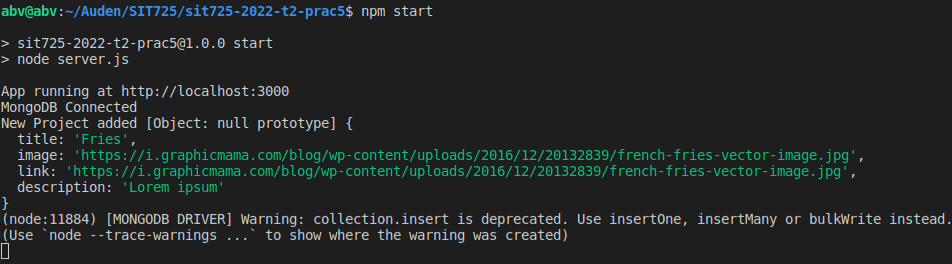 abv@abv:~/Auden/SIT725/sit725-2022-t2-prac5$ npm start
> sit725-2022-t2-prac5@1.0.0 start
> node server.js
App running at http://localhost:3000
MongoDB Connected
New Project added [Object: null prototype] {
  title: 'Fries',
  image: 'https://i.graphicmama.com/blog/wp-content/uploads/2016/12/20132839/french-fries-vector-image.jpg',
  link: 'https://i.graphicmama.com/blog/wp-content/uploads/2016/12/20132839/french-fries-vector-image.jpg',
  description: 'Lorem ipsum'
}
(node:11884) [MONGODB DRIVER] Warning: collection.insert is deprecated. Use insertOne, insertMany or bulkWrite instead.
(Use `node --trace-warnings ...` to show where the warning was created)